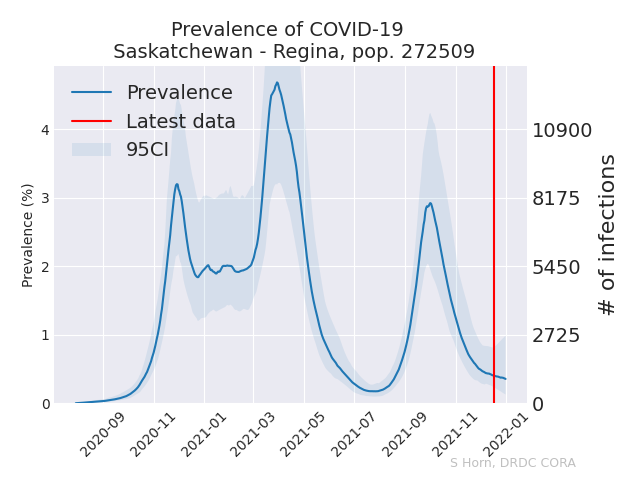 Prevalence of COVID-19
Saskatchewan - Regina, pop. 272509
Prevalence
Latest data
95CI
Prevalence (%)
4
3
2
1
0
10900
8175
5450
2725
0
# of infections
2020-09
2020-11
2021-01
2021-03
2021-05
2021-07
2021-09
2021-11
2022-01
S Horn, DRDC CORA